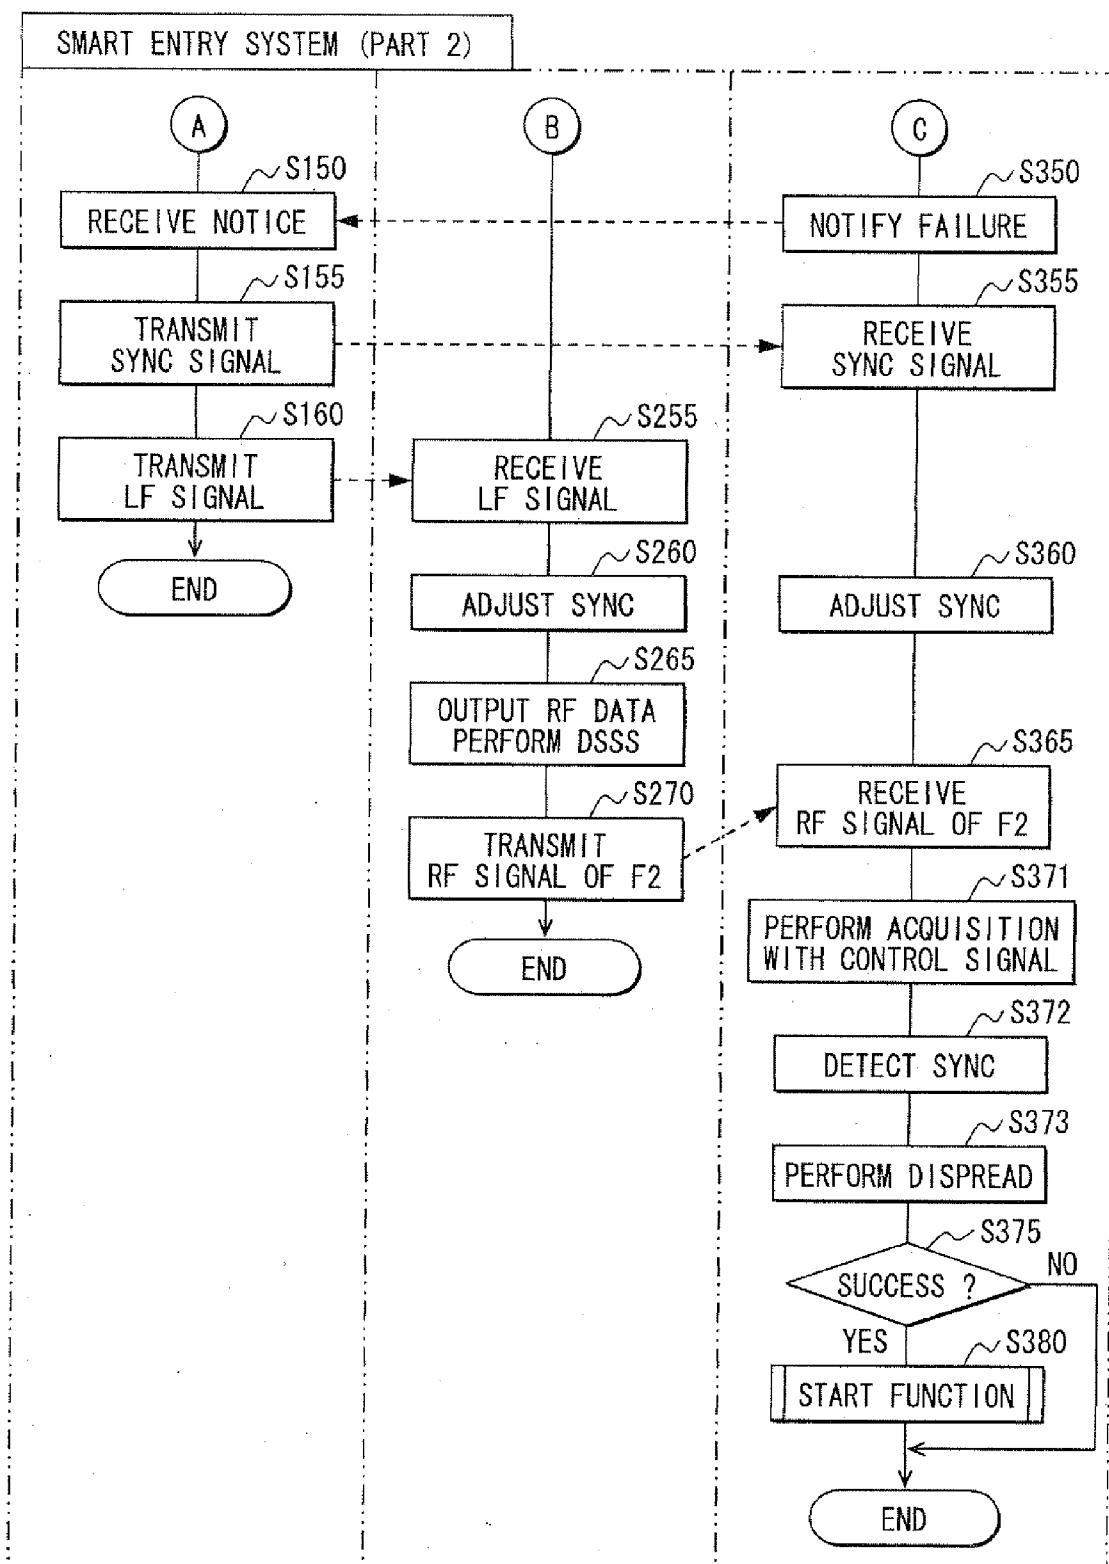 SMART ENTRY SYSTEM (PART 2)
A
B
C
S150
RECEIVE NOTICE
S350
NOTIFY FAILURE
S155
TRANSMIT
SYNC SIGNAL
S355
RECEIVE
SYNC SIGNAL
S160
TRANSMIT
LF SIGNAL
S255
RECEIVE
LF SIGNAL
END
S260
ADJUST SYNC
S360
ADJUST SYNC
S265
OUTPUT RF DATA
PERFORM DSSS
S270
TRANSMIT
RF SIGNAL OF F2
S365
RECEIVE
RF SIGNAL OF F2
END
S371
PERFORM ACQUISITION
WITH CONTROL SIGNAL
S372
DETECT SYNC
S373
PERFORM DISPREAD
S375
SUCCESS ?
NO
YES
S380
START FUNCTION
END